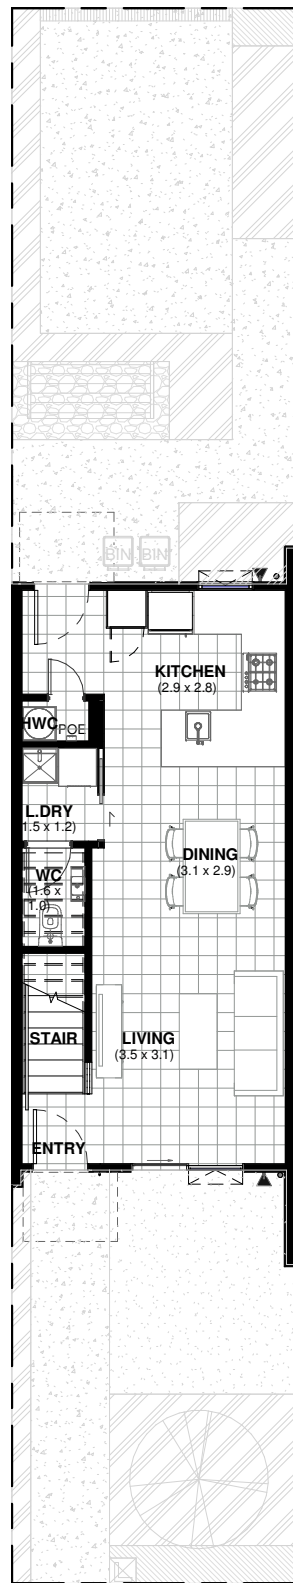 BIN BIN
KITCHEN
(2.9 x 2.8)
HWC
POE
L.DRY
1.5 x 1.2)
DINING
(3.1 x 2.9)
WC
(1.6 x
1.0)
STAIR
LIVING
(3.5 x 3.1)
ENTRY